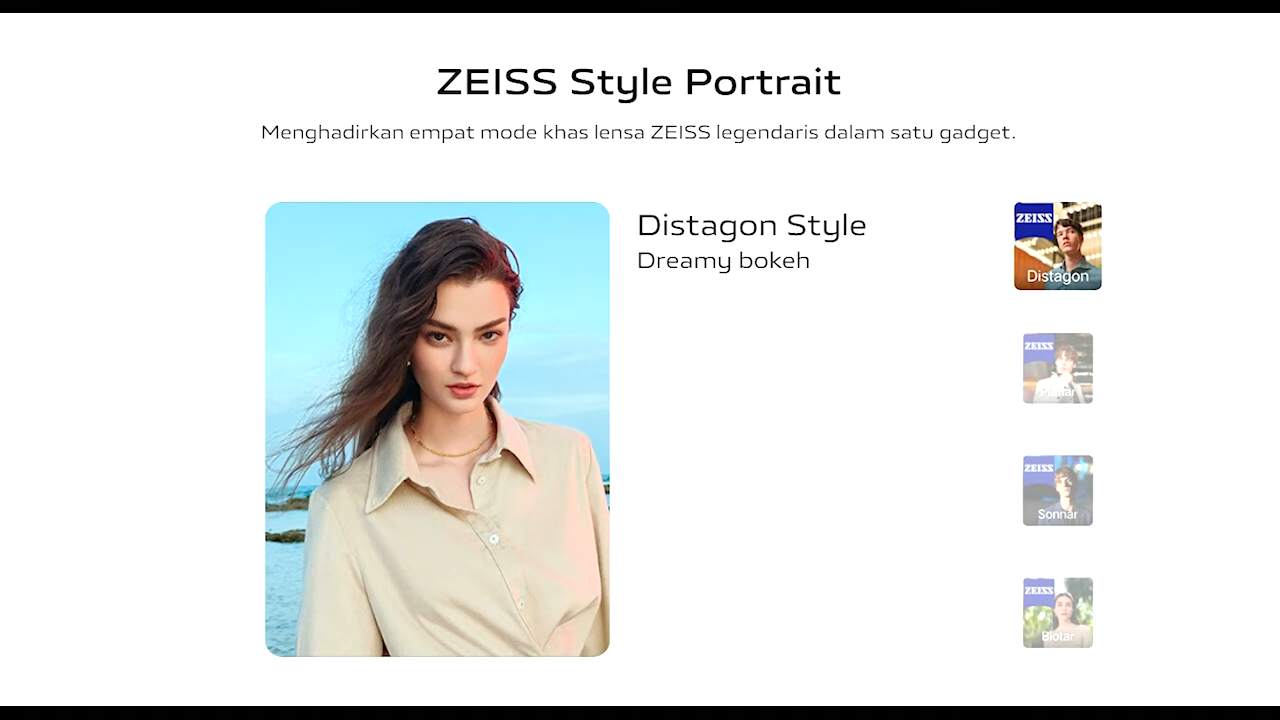 ZEISS Style Portrait
Menghadirkan empat mode khas lensa ZEISS legendaris dalam satu gadget.
Distagon Style
Dreamy bokeh
ZEISS
Distagon
ZEISS
Planar
ZEISS
Sonnar
ZEISS
Biotar